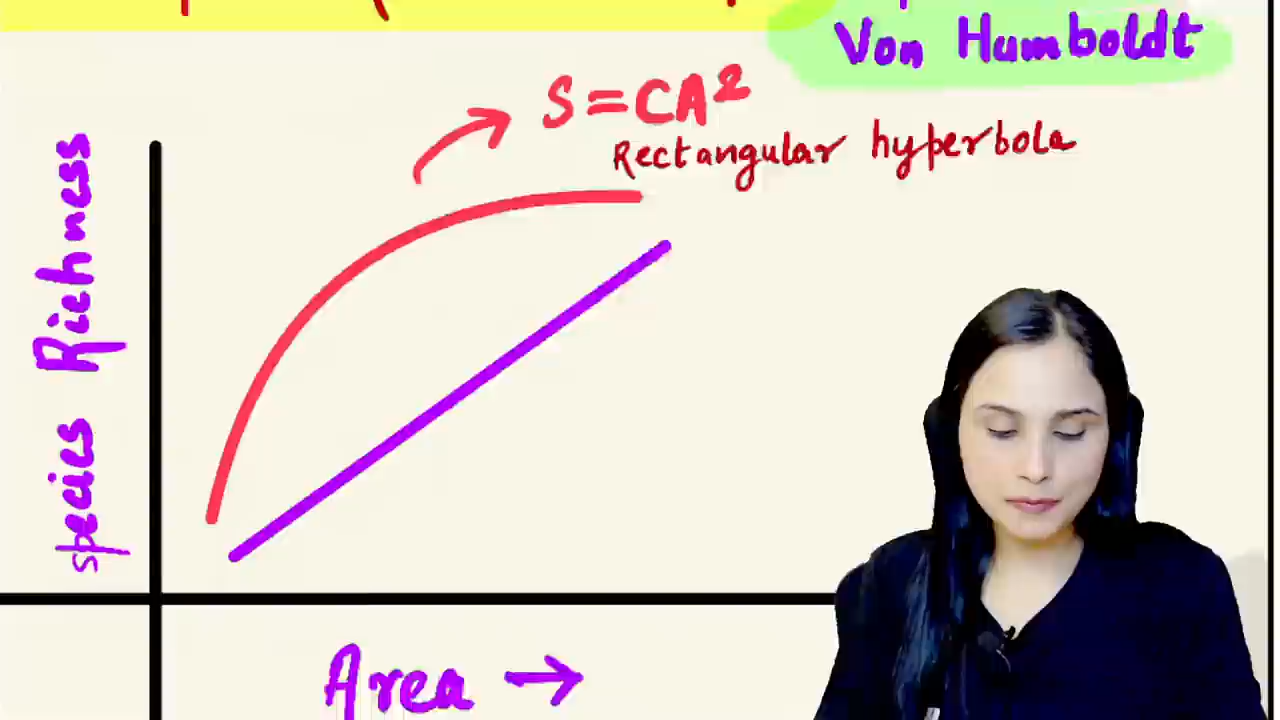 Von Humboldt
S=CA²
Rectangular hyperbola
Species Richness
Area →